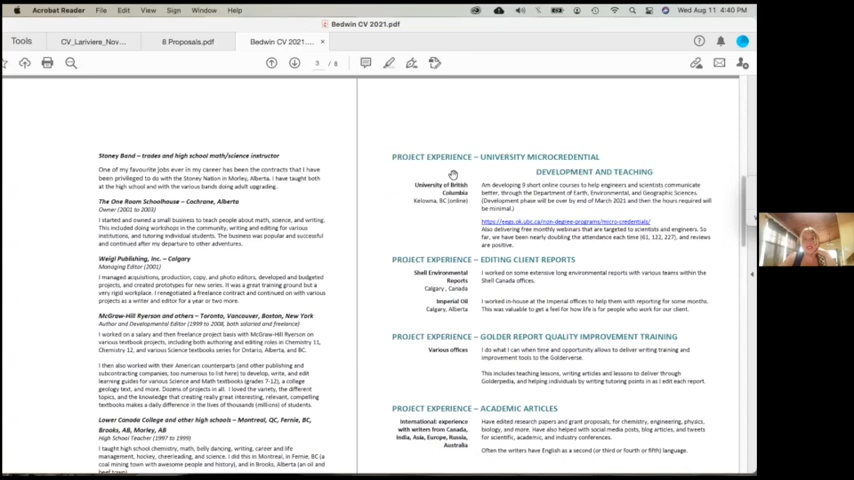 Acrobat Reader File Edit View Sign Window Help
Wed Aug 11 4:40 PM
Bedwin CV 2021.pdf
Tools CV_Lariviere_Nov... 8 Proposals.pdf Bedwin CV 2021.... ×
3 / 8
Stoney Band – trades and high school math/science instructor
One of my favourite jobs ever in my career has been the contracts that I have
been privileged to do with the Stoney Nation in Morley, Alberta. I have taught both
at the high school and with the various bands doing adult upgrading.
The One Room Schoolhouse – Cochrane, Alberta
Owner (2001 to 2003)
I started and owned a small business to teach people about math, science, and writing.
This included doing workshops in the community, writing and editing for various
institutions, and tutoring individual students. The business was popular and successful
and continued after my departure to other adventures.
Weigl Publishing, Inc. – Calgary
Managing Editor (2001)
I managed acquisitions, production, copy, and photo editors, developed and budgeted
projects, and created prototypes for new series. It was a great training ground but a
very rigid workplace. I renegotiated a freelance contract and continued on with various
projects as a writer and editor for a year or two more.
McGraw-Hill Ryerson and others – Toronto, Vancouver, Boston, New York
Author and Developmental Editor (1999 to 2008, both salaried and freelance)
I worked on a salary and then freelance project basis with McGraw-Hill Ryerson on
various textbook projects, including both authoring and editing roles in Chemistry 11,
Chemistry 12, and various Science textbooks series for Ontario, Alberta, and BC.
I then also worked with their American counterparts (and other publishing and
subcontracting companies, too numerous to list here) to develop, write, and edit
learning guides for various Science and Math textbooks (grades 7-12), a college
geology text, and more. Dozens of projects in all. I loved the variety, the different
topics, and the knowledge that creating really great interesting, relevant, compelling
textbooks makes a daily difference in the lives of thousands (millions) of students.
Lower Canada College and other high schools – Montreal, QC, Fernie, BC,
Brooks, AB, Morley, AB
High School Teacher (1997 to 1999)
I taught high school chemistry, math, belly dancing, writing, career and life
management, hockey, cheerleading, and science. I did this in Montreal, in Fernie, BC (a
coal mining town with awesome people and history), and in Brooks, Alberta (an oil and
beef town).
PROJECT EXPERIENCE – UNIVERSITY MICROCREDENTIAL
DEVELOPMENT AND TEACHING
University of British
Columbia
Kelowna, BC (online)
Am developing 9 short online courses to help engineers and scientists communicate
better, through the Department of Earth, Environmental, and Geographic Sciences.
(Development phase will be over by end of March 2021 and then the hours required will
be minimal.)
https://eegs.ok.ubc.ca/non-degree-programs/micro-credentials/
Also delivering free monthly webinars that are targeted to scientists and engineers. So
far, we have been nearly doubling the attendance each time (61, 122, 227), and reviews
are positive.
PROJECT EXPERIENCE – EDITING CLIENT REPORTS
Shell Environmental
Reports
Calgary , Canada
I worked on some extensive long environmental reports with various teams within the
Shell Canada offices.
Imperial Oil
Calgary, Alberta
I worked in-house at the Imperial offices to help them with reporting for some months.
This was valuable to get a feel for how life is for people who work for our client.
PROJECT EXPERIENCE – GOLDER REPORT QUALITY IMPROVEMENT TRAINING
Various offices
I do what I can when time and opportunity allows to deliver writing training and
improvement tools to the Golderverse.
This includes teaching lessons, writing articles and lessons to deliver through
Golderpedia, and helping individuals by writing tutoring points in as I edit each report.
PROJECT EXPERIENCE – ACADEMIC ARTICLES
International: experience
with writers from Canada,
India, Asia, Europe, Russia,
Australia
Have edited research papers and grant proposals, for chemistry, engineering, physics,
biology, and more. Have also helped with social media posts, blog articles, and tweets
for scientific, academic, and industry conferences.
Often the writers have English as a second (or third or fourth or fifth) language.